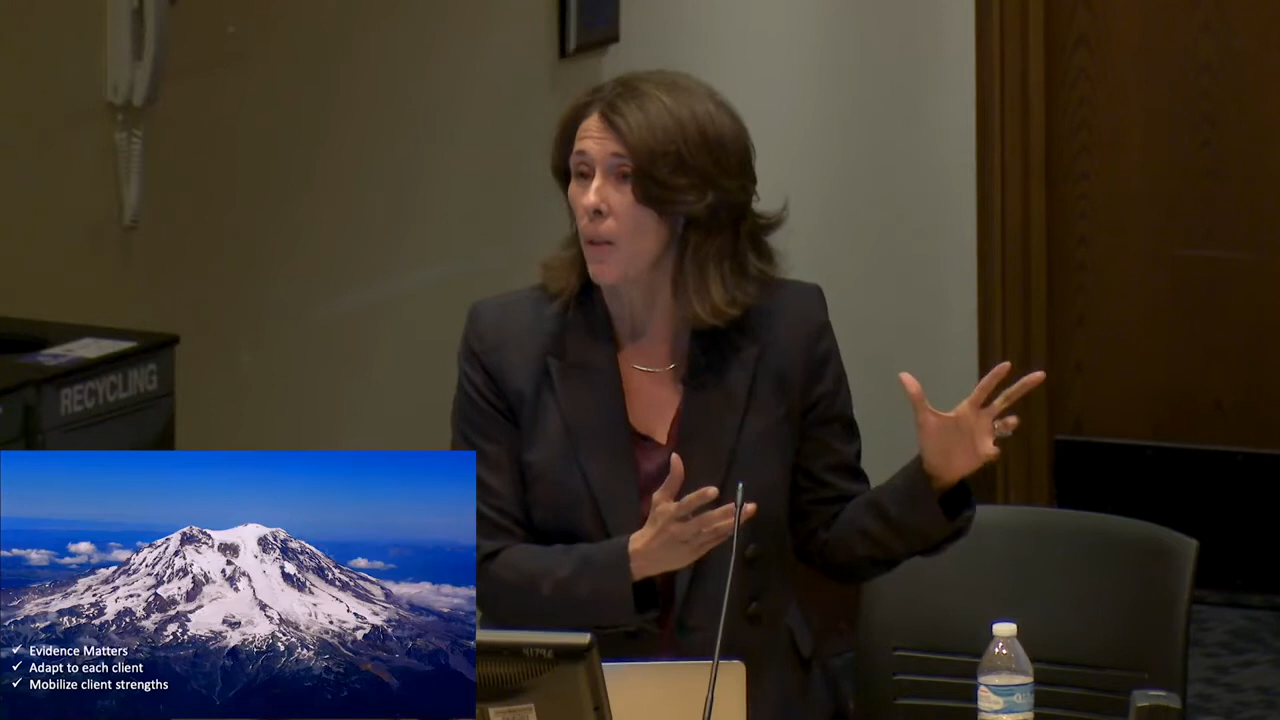 RECYCLING
✓ Evidence Matters
✓ Adapt to each client
✓ Mobilize client strengths